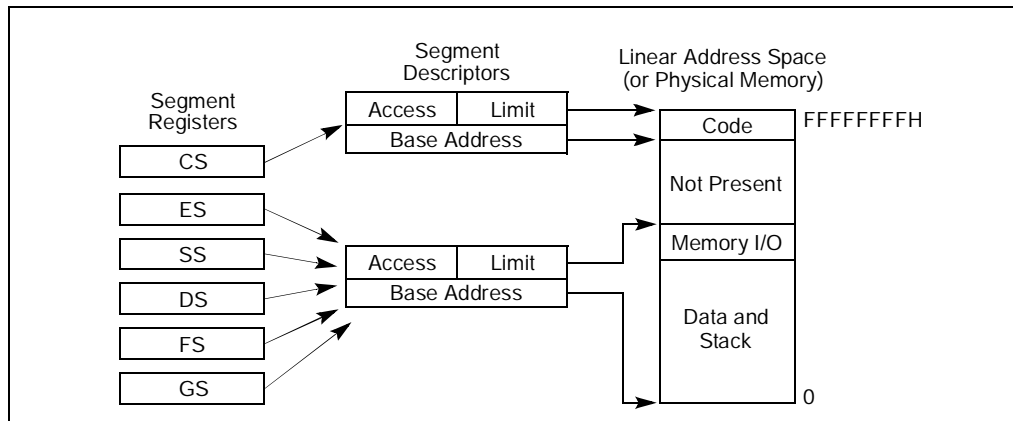 Segment
Registers
CS
ES
SS
DS
FS
GS
Segment
Descriptors
Access
Limit
Base Address
Access
Limit
Base Address
Linear Address Space
(or Physical Memory)
Code
FFFFFFFFH
Not Present
Memory I/O
Data and
Stack
0